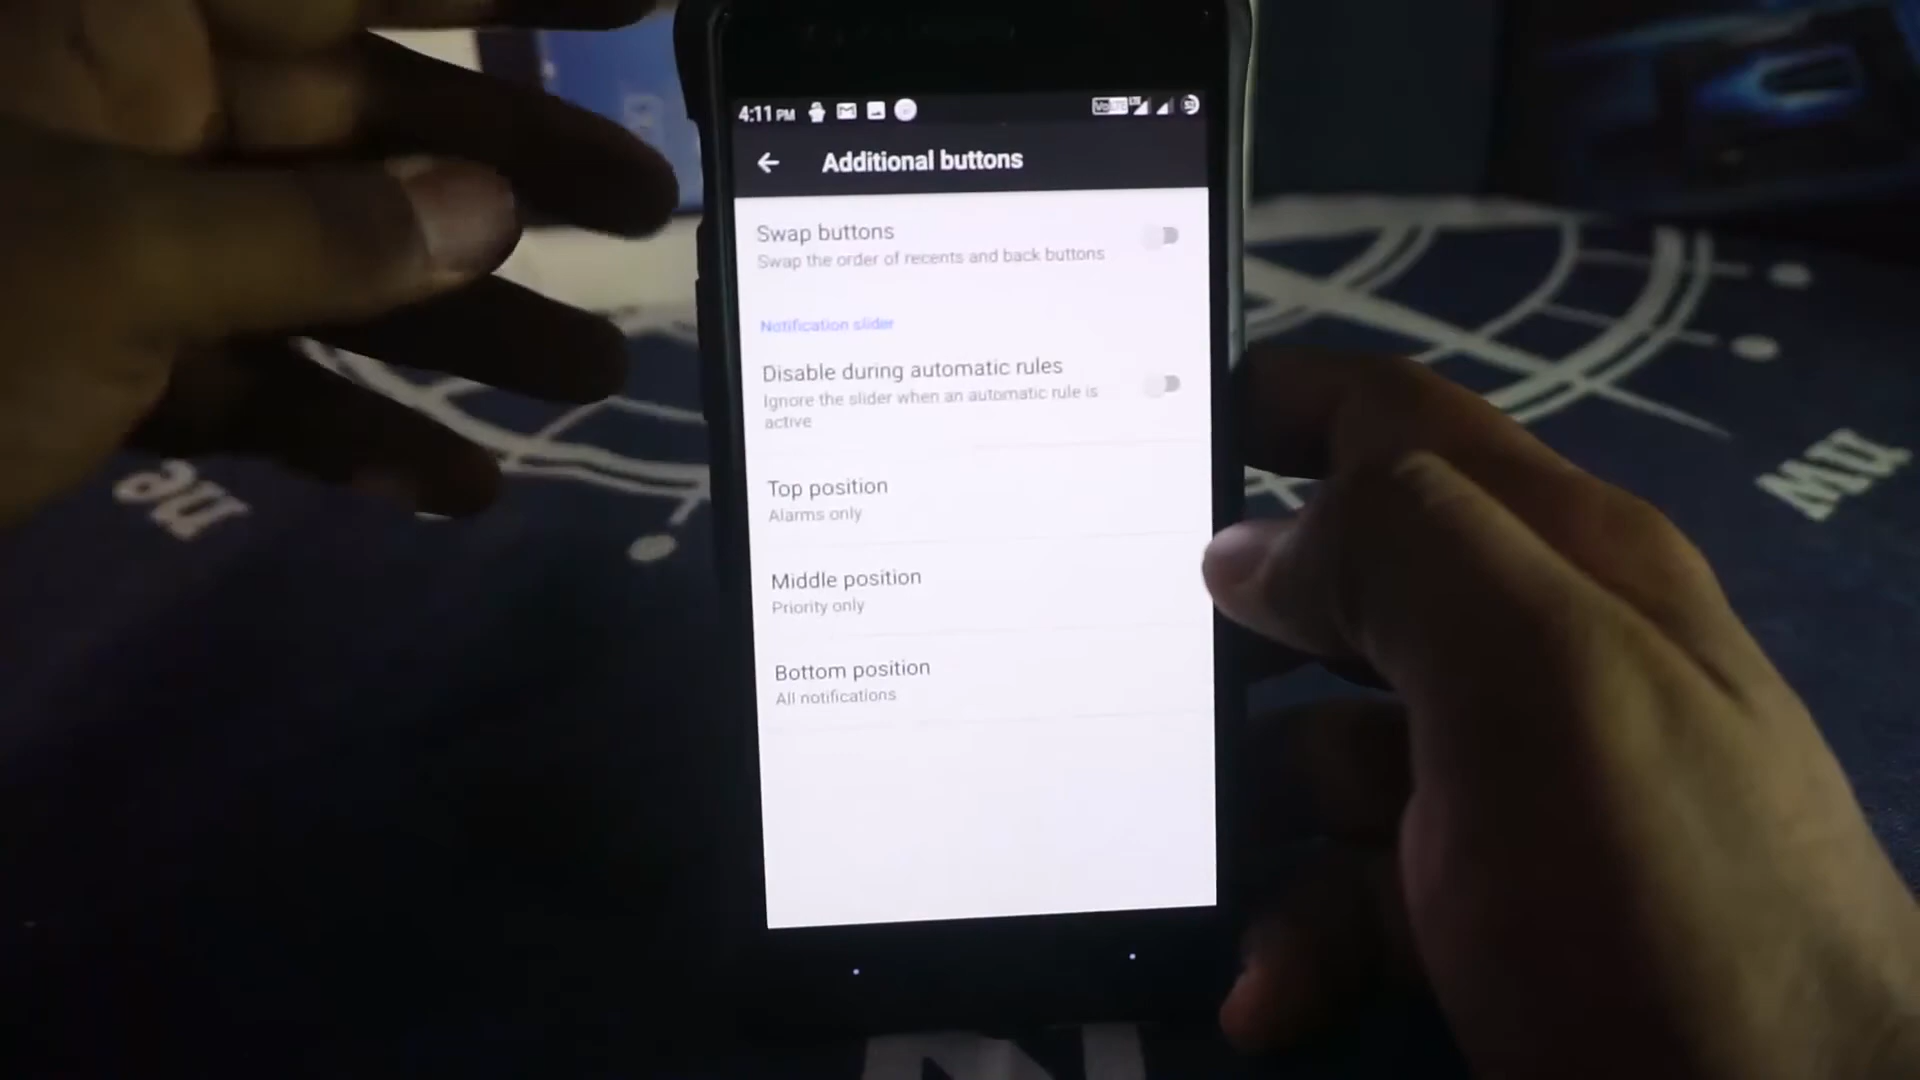 4:11 PM
VoLTE
Additional buttons
Swap buttons
Swap the order of recents and back buttons
Notification slider
Disable during automatic rules
Ignore the slider when an automatic rule is
active
Top position
Alarms only
Middle position
Priority only
Bottom position
All notifications